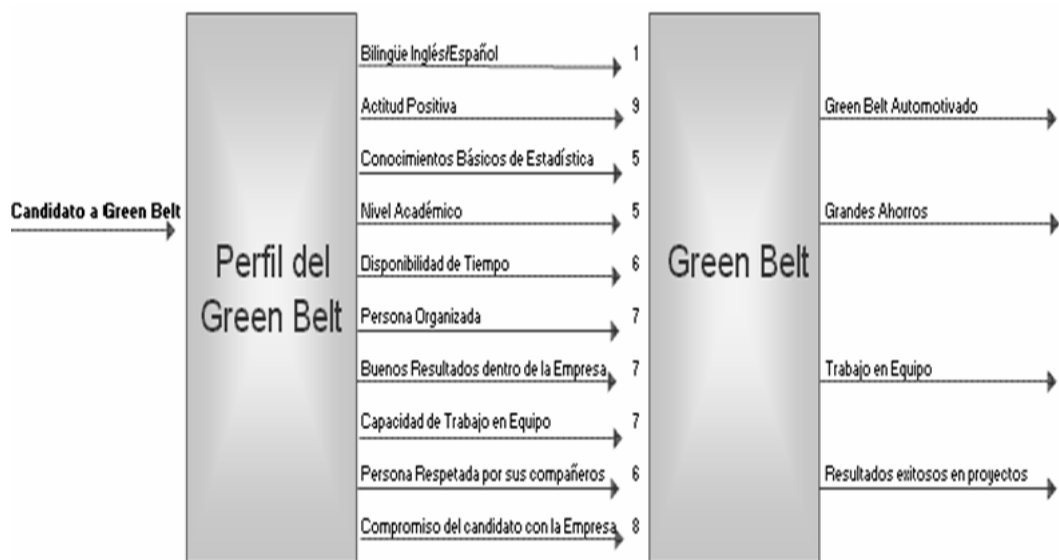 Candidato a Green Belt
Perfil del
Green Belt
Bilingüe Inglés/Español 1
Actitud Positiva 9
Conocimientos Básicos de Estadística 5
Nivel Académico 5
Disponibilidad de Tiempo 6
Persona Organizada 7
Buenos Resultados dentro de la Empresa 7
Capacidad de Trabajo en Equipo 7
Persona Respetada por sus compañeros 6
Compromiso del candidato con la Empresa 8
Green Belt
Green Belt Automotivado
Grandes Ahorros
Trabajo en Equipo
Resultados exitosos en proyectos